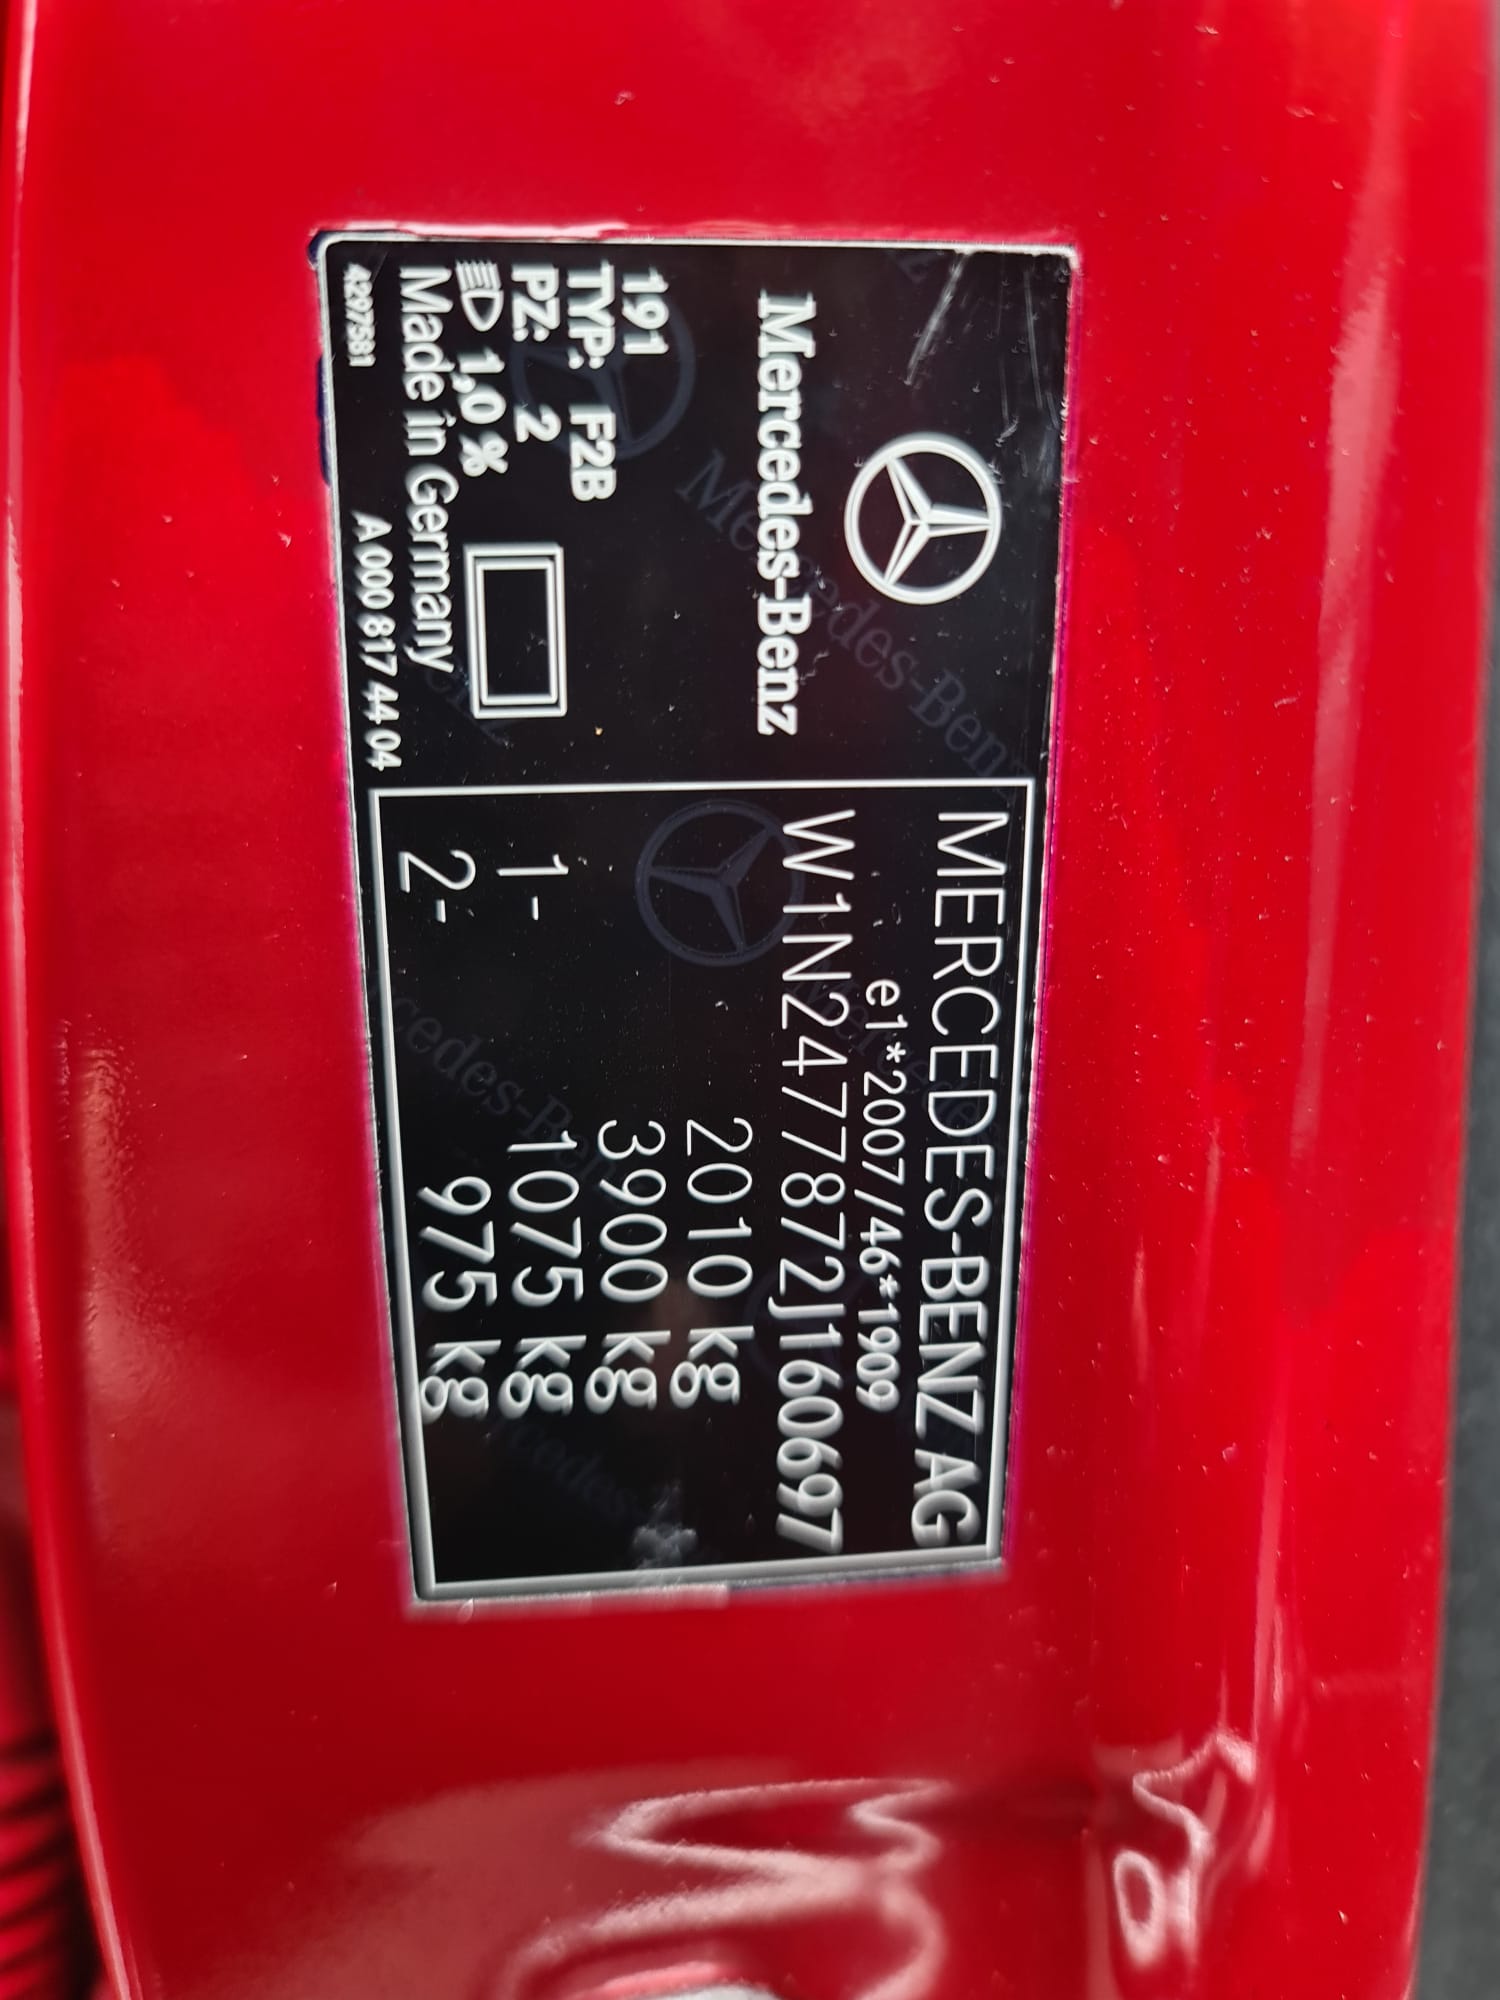 Mercedes-Benz
191
TYP: F2B
PZ: 2
1,0 %
Made in Germany
4297581 A 000 817 44 04
MERCEDES-BENZ AG
e1*2007/46*1909
W1N2477872J160697
2010 kg
3900 kg
1- 1075 kg
2- 975 kg